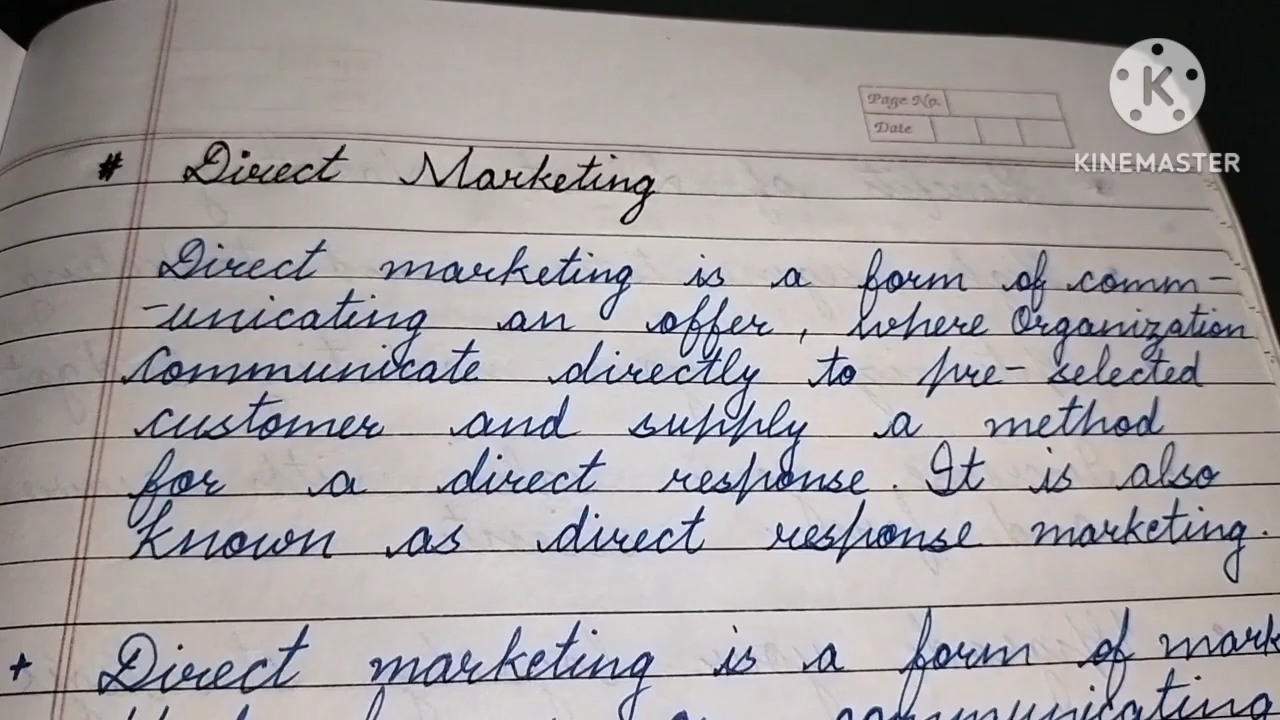 Page No.
Date
K
KINEMASTER
# Direct Marketing
Direct marketing is a form of comm-
-unicating an offer, where Organization
Communicate directly to pre-selected
customer and supply a method
for a direct response. It is also
known as direct response marketing.
+ Direct marketing is a form of mark
communicating